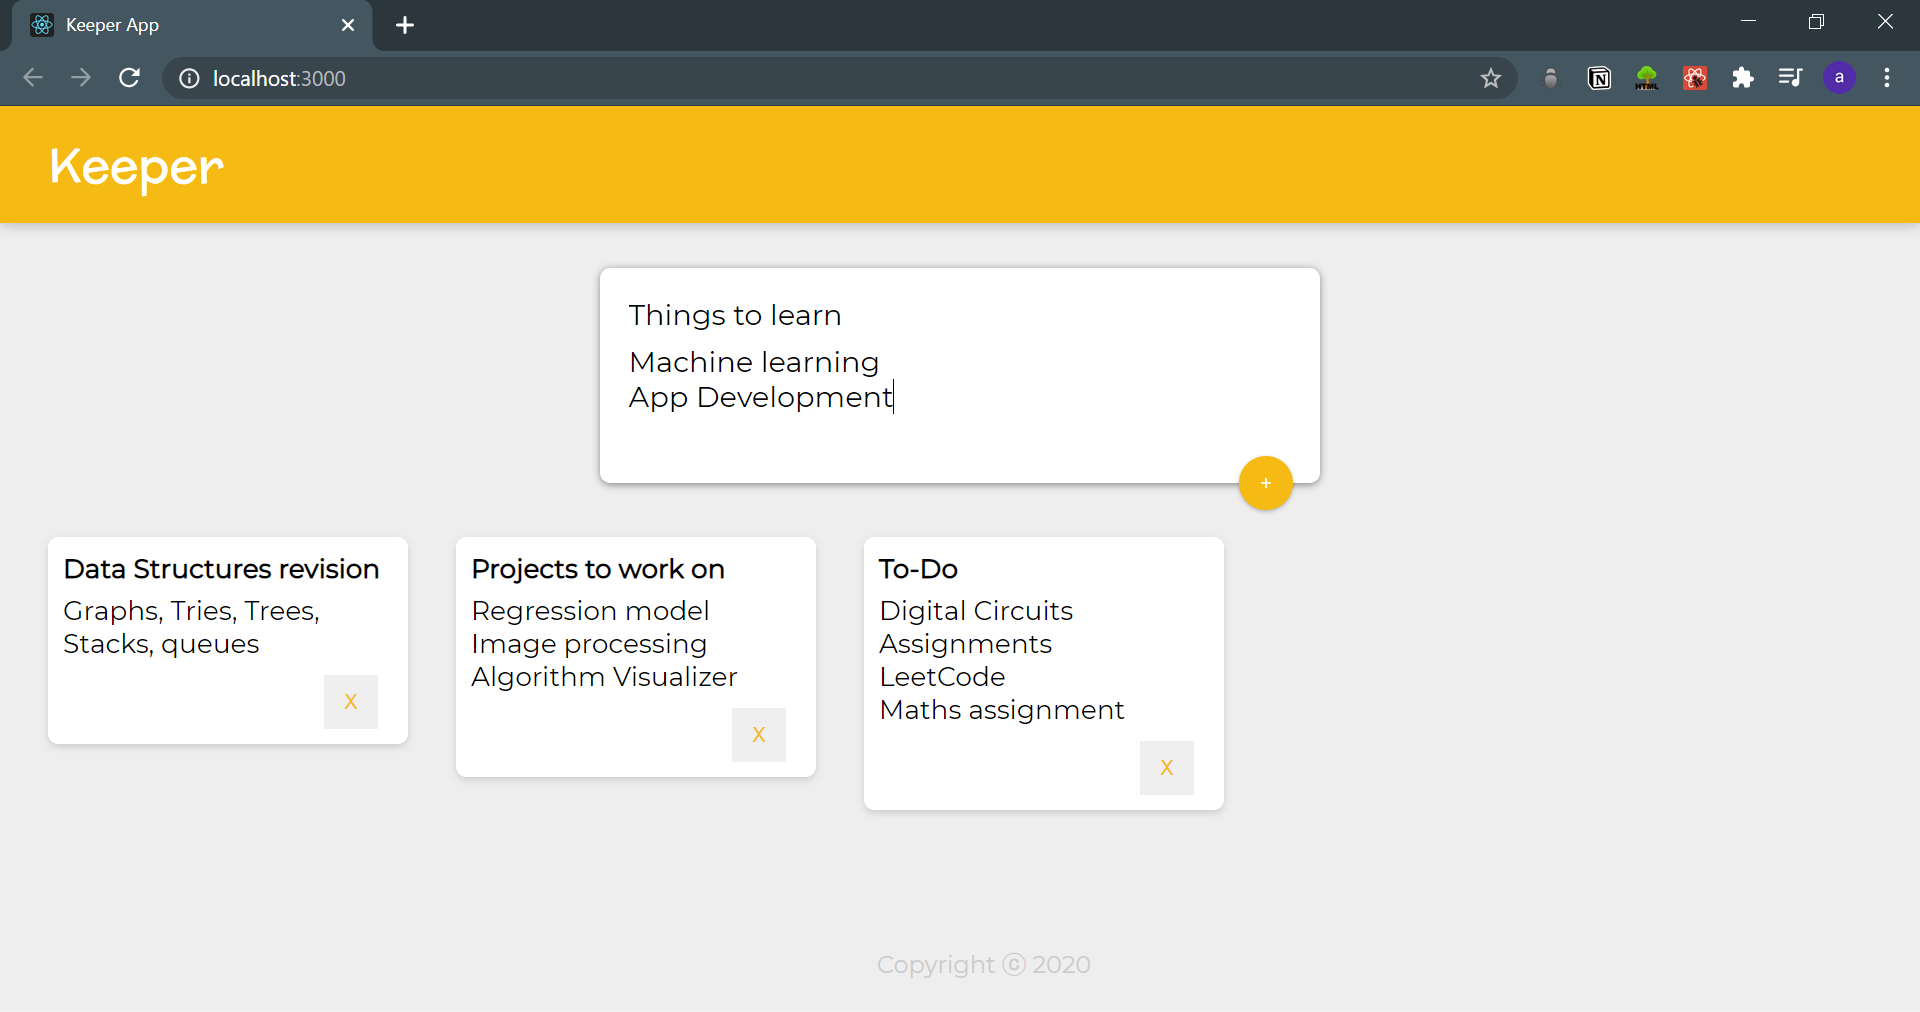 Keeper App
localhost:3000
HTML
a
Keeper
Things to learn
Machine learning
App Development
+
Data Structures revision
Graphs, Tries, Trees,
Stacks, queues
X
Projects to work on
Regression model
Image processing
Algorithm Visualizer
X
To-Do
Digital Circuits
Assignments
LeetCode
Maths assignment
X
Copyright ⓒ 2020